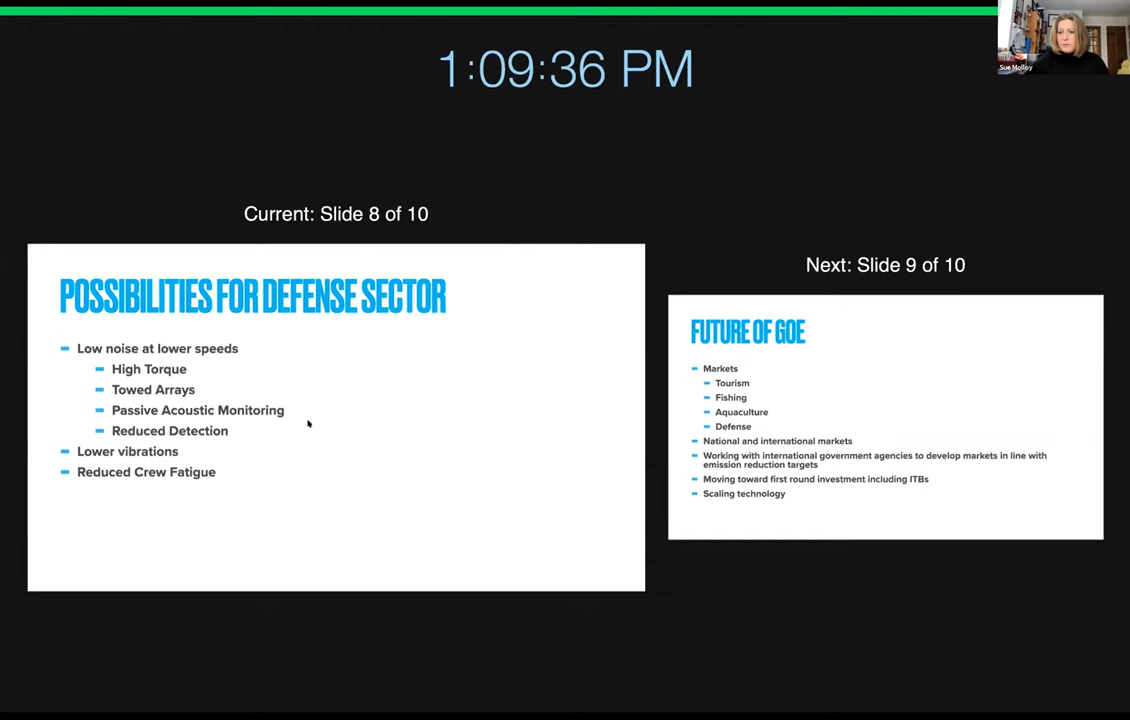 Sue Molloy
1:09:36 PM
Current: Slide 8 of 10
POSSIBILITIES FOR DEFENSE SECTOR
Low noise at lower speeds
High Torque
Towed Arrays
Passive Acoustic Monitoring
Reduced Detection
Lower vibrations
Reduced Crew Fatigue
Next: Slide 9 of 10
FUTURE OF GOE
Markets
Tourism
Fishing
Aquaculture
Defense
National and international markets
Working with international government agencies to develop markets in line with
emission reduction targets
Moving toward first round investment including ITBs
Scaling technology